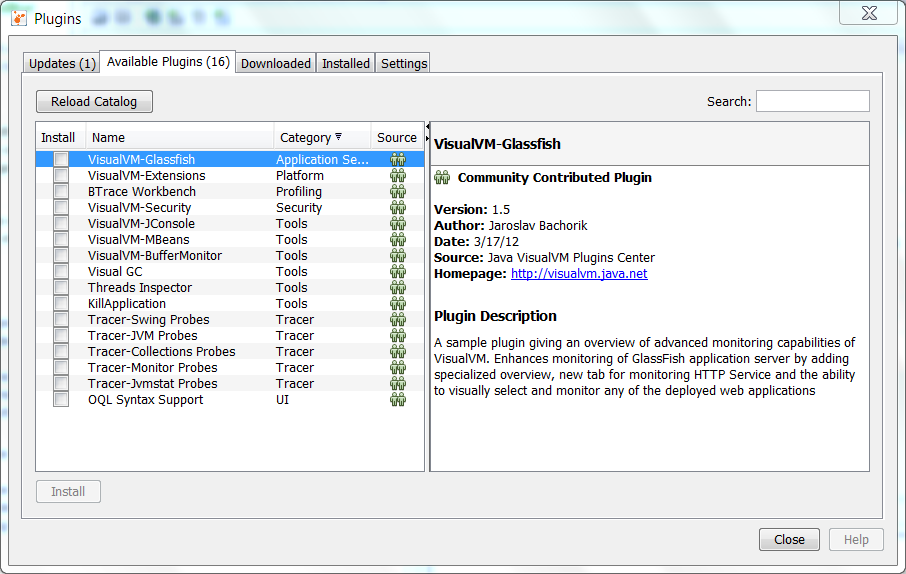 Plugins
Updates (1) Available Plugins (16) Downloaded Installed Settings
Reload Catalog Search:
Install Name Category Source
VisualVM-Glassfish Application Se...
VisualVM-Extensions Platform
BTrace Workbench Profiling
VisualVM-Security Security
VisualVM-JConsole Tools
VisualVM-MBeans Tools
VisualVM-BufferMonitor Tools
Visual GC Tools
Threads Inspector Tools
KillApplication Tools
Tracer-Swing Probes Tracer
Tracer-JVM Probes Tracer
Tracer-Collections Probes Tracer
Tracer-Monitor Probes Tracer
Tracer-Jvmstat Probes Tracer
OQL Syntax Support UI
VisualVM-Glassfish
Community Contributed Plugin
Version: 1.5
Author: Jaroslav Bachorik
Date: 3/17/12
Source: Java VisualVM Plugins Center
Homepage: http://visualvm.java.net
Plugin Description
A sample plugin giving an overview of advanced monitoring capabilities of
VisualVM. Enhances monitoring of GlassFish application server by adding
specialized overview, new tab for monitoring HTTP Service and the ability
to visually select and monitor any of the deployed web applications
Install
Close Help